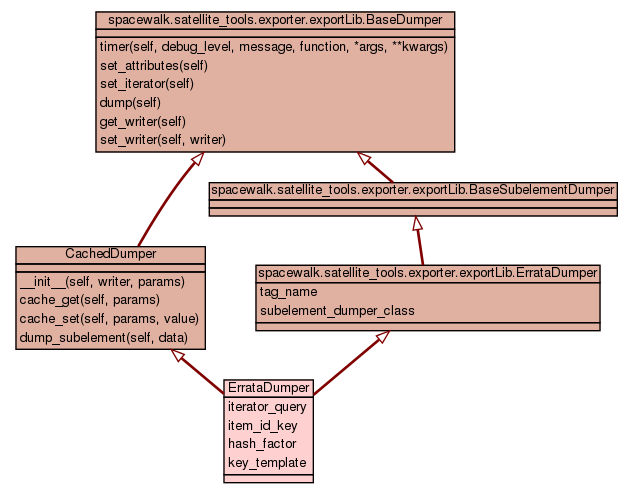 spacewalk.satellite_tools.exporter.exportLib.BaseDumper
timer(self, debug_level, message, function, *args, **kwargs)
set_attributes(self)
set_iterator(self)
dump(self)
get_writer(self)
set_writer(self, writer)
spacewalk.satellite_tools.exporter.exportLib.BaseSubelementDumper
CachedDumper
__init__(self, writer, params)
cache_get(self, params)
cache_set(self, params, value)
dump_subelement(self, data)
spacewalk.satellite_tools.exporter.exportLib.ErrataDumper
tag_name
subelement_dumper_class
ErrataDumper
iterator_query
item_id_key
hash_factor
key_template